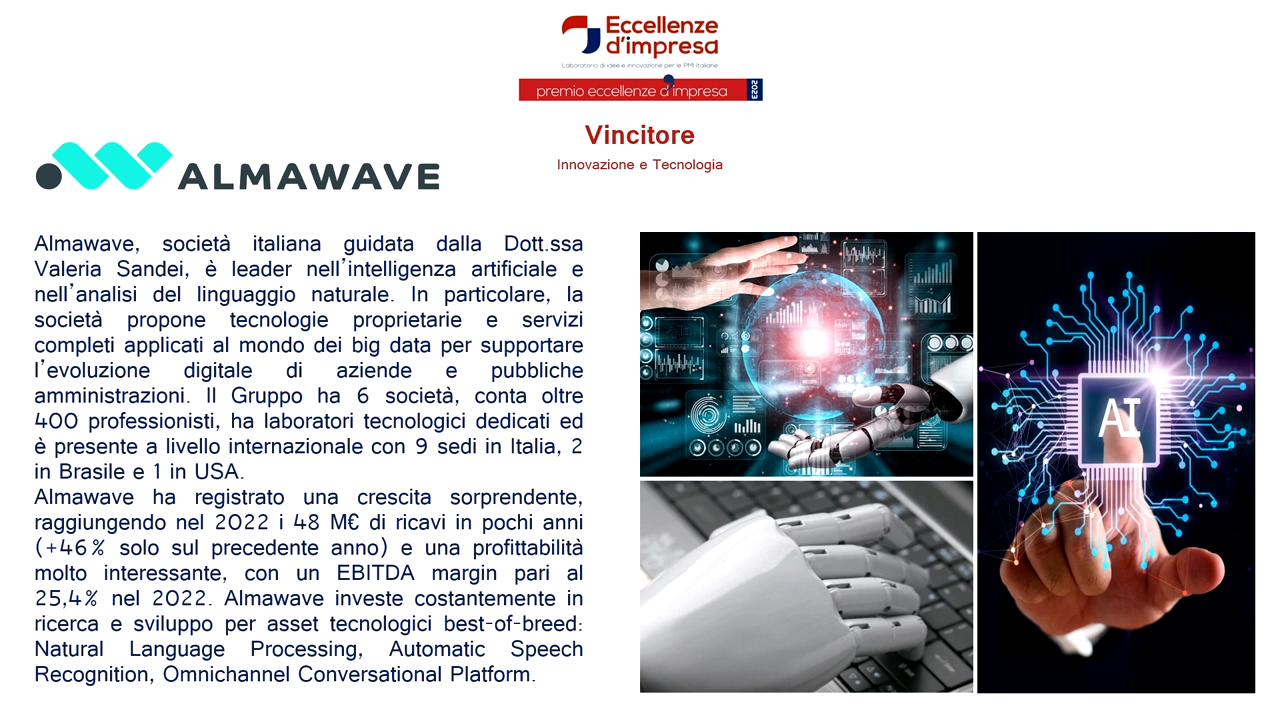 Eccellenze
d'impresa
Laboratorio di idee e innovazione per le PMI Italiane
premio eccellenze d'impresa 2023
Vincitore
Innovazione e Tecnologia
ALMAWAVE
Almawave, società italiana guidata dalla Dott.ssa
Valeria Sandei, è leader nell'intelligenza artificiale e
nell'analisi del linguaggio naturale. In particolare, la
società propone tecnologie proprietarie e servizi
completi applicati al mondo dei big data per supportare
l'evoluzione digitale di aziende e pubbliche
amministrazioni. Il Gruppo ha 6 società, conta oltre
400 professionisti, ha laboratori tecnologici dedicati ed
è presente a livello internazionale con 9 sedi in Italia, 2
in Brasile e 1 in USA.
Almawave ha registrato una crescita sorprendente,
raggiungendo nel 2022 i 48 M€ di ricavi in pochi anni
(+46% solo sul precedente anno) e una profittabilità
molto interessante, con un EBITDA margin pari al
25,4% nel 2022. Almawave investe costantemente in
ricerca e sviluppo per asset tecnologici best-of-breed:
Natural Language Processing, Automatic Speech
Recognition, Omnichannel Conversational Platform.
AI